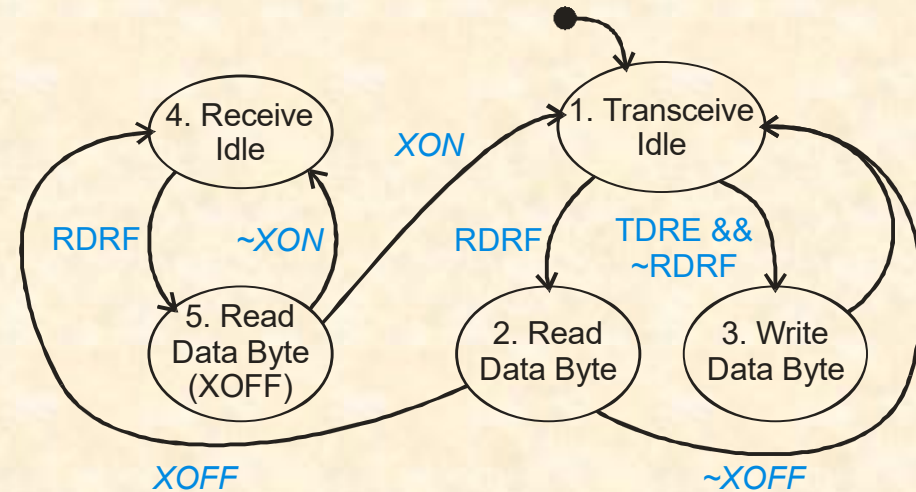 4. Receive
Idle
1. Transceive
Idle
XON
RDRF
~XON
RDRF
TDRE &&
~RDRF
5. Read
Data Byte
(XOFF)
2. Read
Data Byte
3. Write
Data Byte
XOFF
~XOFF